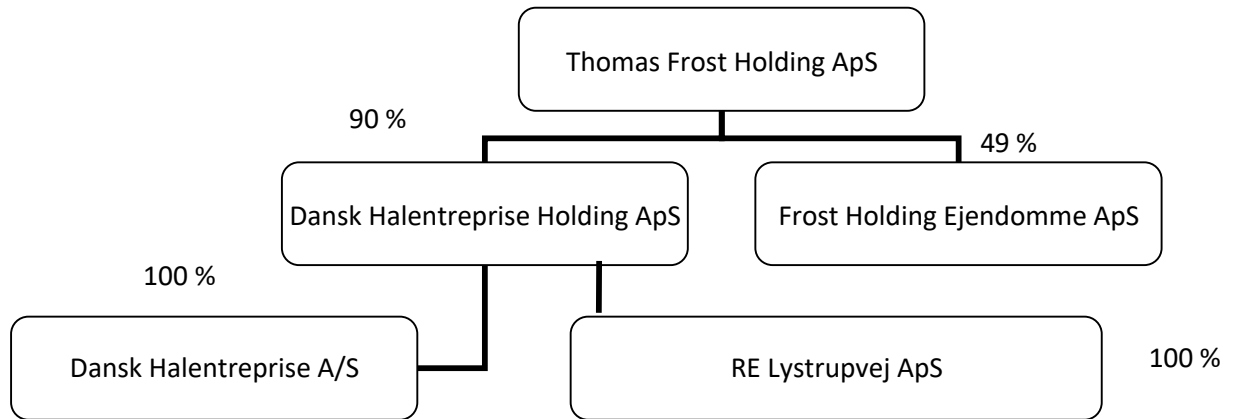 Thomas Frost Holding ApS
90 %
49 %
Dansk Halentreprise Holding ApS
Frost Holding Ejendomme ApS
100 %
Dansk Halentreprise A/S
RE Lystrupvej ApS
100 %